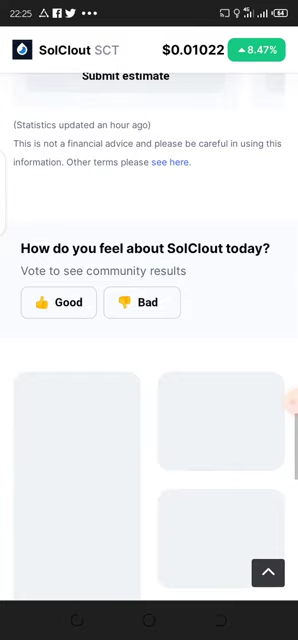 22:25
64
SolClout SCT
$0.01022
8.47%
Submit estimate
(Statistics updated an hour ago)
This is not a financial advice and please be careful in using this
information. Other terms please see here.
How do you feel about SolClout today?
Vote to see community results
Good
Bad